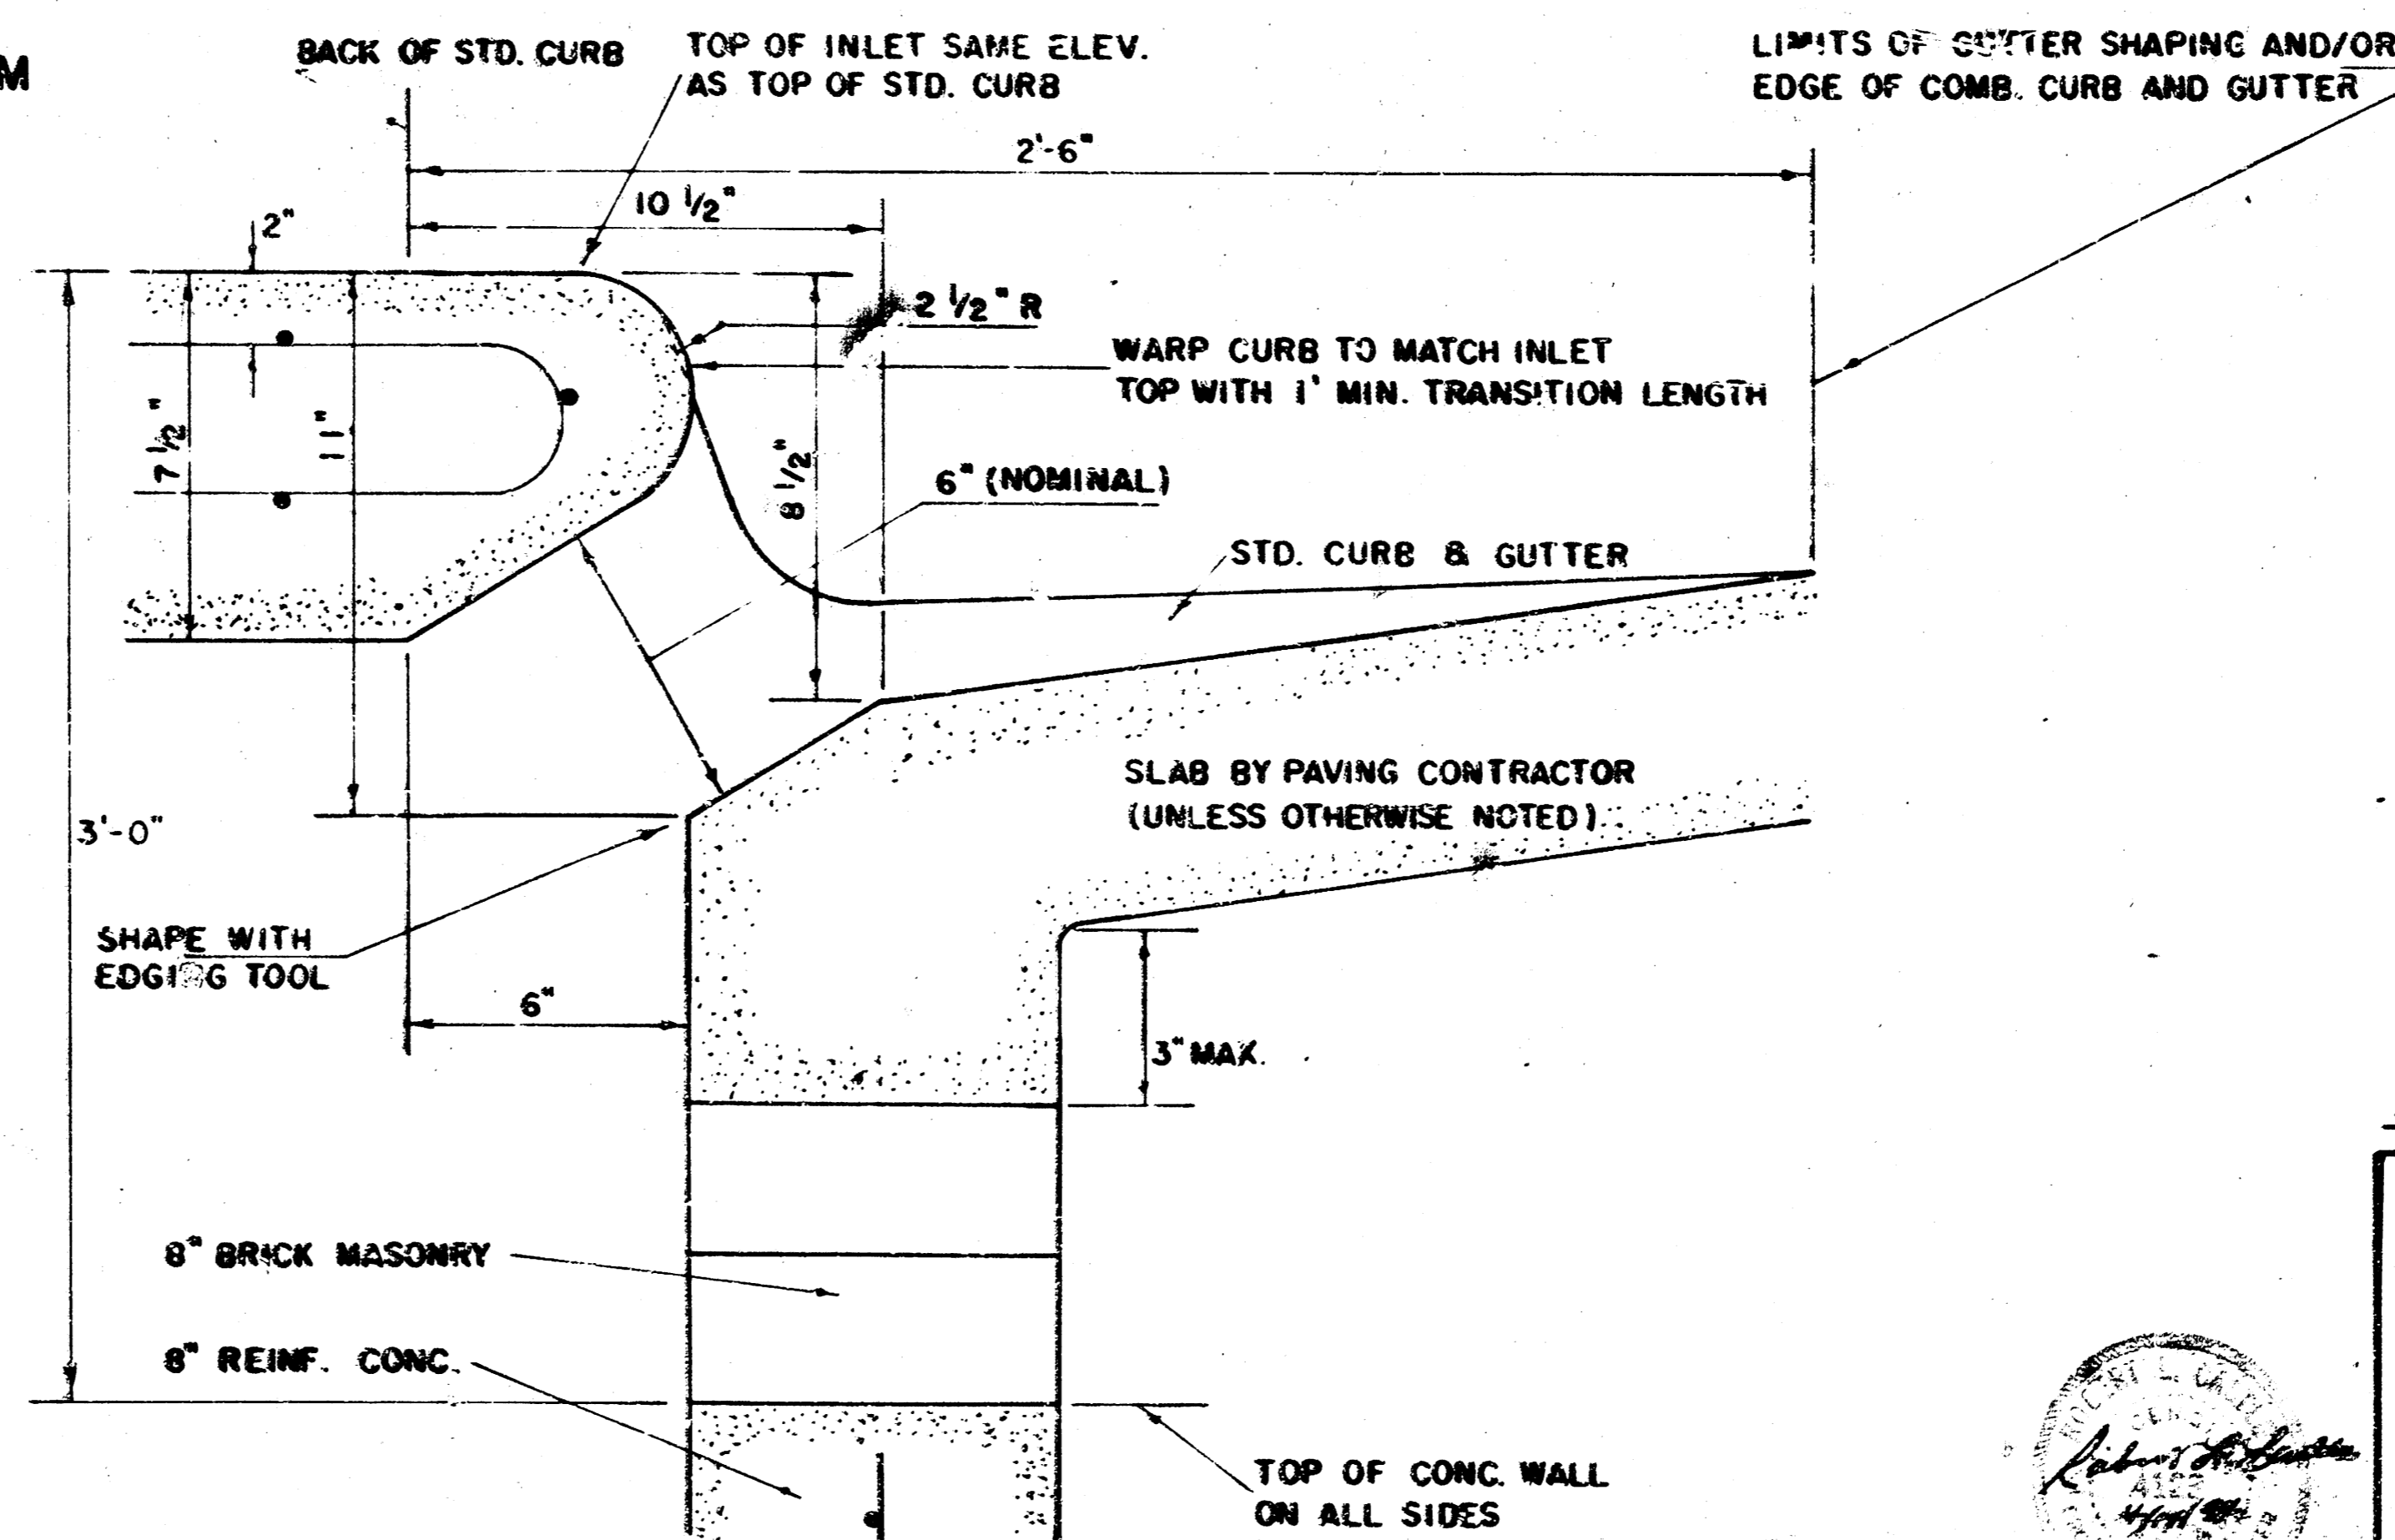 M
BACK OF STD. CURB
TOP OF INLET SAME ELEV.
AS TOP OF STD. CURB
LIMITS OF GUTTER SHAPING AND/OR
EDGE OF COMB. CURB AND GUTTER
2'-6"
10 1/2"
2"
2 1/2" R
WARP CURB TO MATCH INLET
TOP WITH 1' MIN. TRANSITION LENGTH
7 1/2"
11"
8 1/2"
6" (NOMINAL)
STD. CURB & GUTTER
SLAB BY PAVING CONTRACTOR
(UNLESS OTHERWISE NOTED)
3'-0"
SHAPE WITH
EDGING TOOL
6"
3" MAX.
8" BRICK MASONRY
8" REINF. CONC.
TOP OF CONC. WALL
ON ALL SIDES